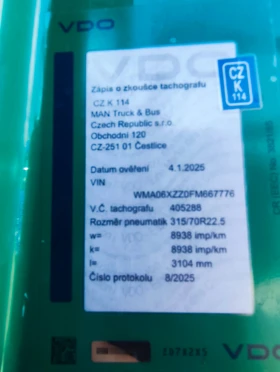 VDO
VDO
Zápis o zkoušce tachografu
CZ K 114
MAN Truck & Bus
Czech Republic s.r.o.
Obchodní 120
CZ-251 01 Čestlice
CZ
K
114
Datum ověření 4.1.2025
VIN
WMA06XZZ0FM667776
V.Č. tachografu 405288
Rozměr pneumatik 315/70R22.5
w= 8938 imp/km
k= 8938 imp/km
l= 3104 mm
Číslo protokolu 8/2025
VDO